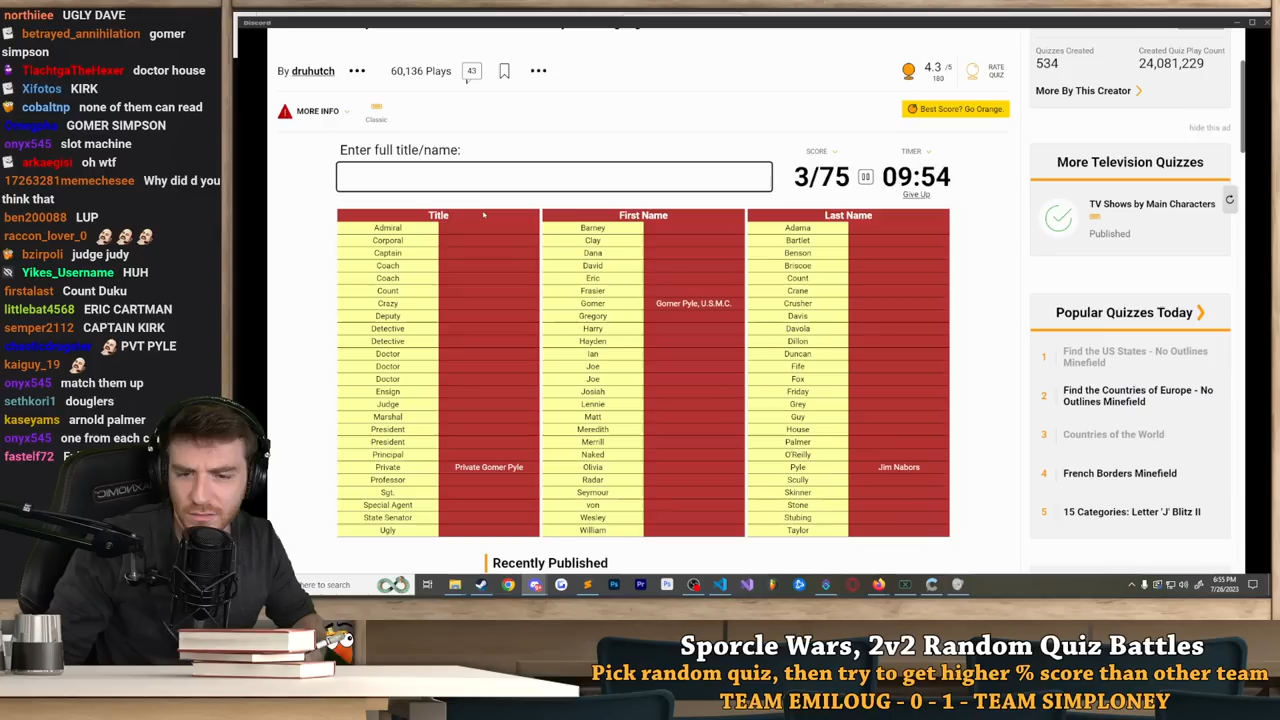 northiiee UGLY DAVE
betrayed_annihilation gomer
simpson
TlachtgaTheHexer doctor house
Xifotos KIRK
cobaltnp none of them can read
GOMER SIMPSON
onyx545 slot machine
arkaegisi oh wtf
17263281memechesee Why did d you
think that
ben200088 LUP
raccon_lover_0
bzirpoli judge judy
Yikes_Username HUH
firstalast Count Duku
littlebat4568 ERIC CARTMAN
semper2112 CAPTAIN KIRK
PVT PYLE
kaiguy_19
onyx545 match them up
sethkori1 douglers
kaseyams arnold palmer
onyx545 one from each c
fastelf72
Discord
By druhutch
60,136 Plays
43
4.3 /5
180
RATE
QUIZ
MORE INFO
Classic
Best Score? Go Orange.
Enter full title/name:
SCORE
TIMER
3/75
09:54
Give Up
Title First Name Last Name
Admiral Barney Adama
Corporal Clay Bartlet
Captain Dana Benson
Coach David Briscoe
Coach Eric Count
Count Frasier Crane
Crazy Gomer Gomer Pyle, U.S.M.C. Crusher
Deputy Gregory Davis
Detective Harry Davola
Detective Hayden Dillon
Doctor Ian Duncan
Doctor Joe Fife
Doctor Joe Fox
Ensign Josiah Friday
Judge Lennie Grey
Marshal Matt Guy
President Meredith House
President Merrill Palmer
Principal Naked O'Reilly
Private Private Gomer Pyle Olivia Pyle Jim Nabors
Professor Radar Scully
Sgt. Seymour Skinner
Special Agent von Stone
State Senator Wesley Stubing
Ugly William Taylor
Recently Published
Quizzes Created
534
Created Quiz Play Count
24,081,229
More By This Creator
hide this ad
More Television Quizzes
TV Shows by Main Characters
Published
Popular Quizzes Today
1 Find the US States - No Outlines
Minefield
2 Find the Countries of Europe - No
Outlines Minefield
3 Countries of the World
4 French Borders Minefield
5 15 Categories: Letter 'J' Blitz II
here to search
6:55 PM
7/26/2023
Sporcle Wars, 2v2 Random Quiz Battles
Pick random quiz, then try to get higher % score than other team
TEAM EMILOUG - 0 - 1 - TEAM SIMPLONEY